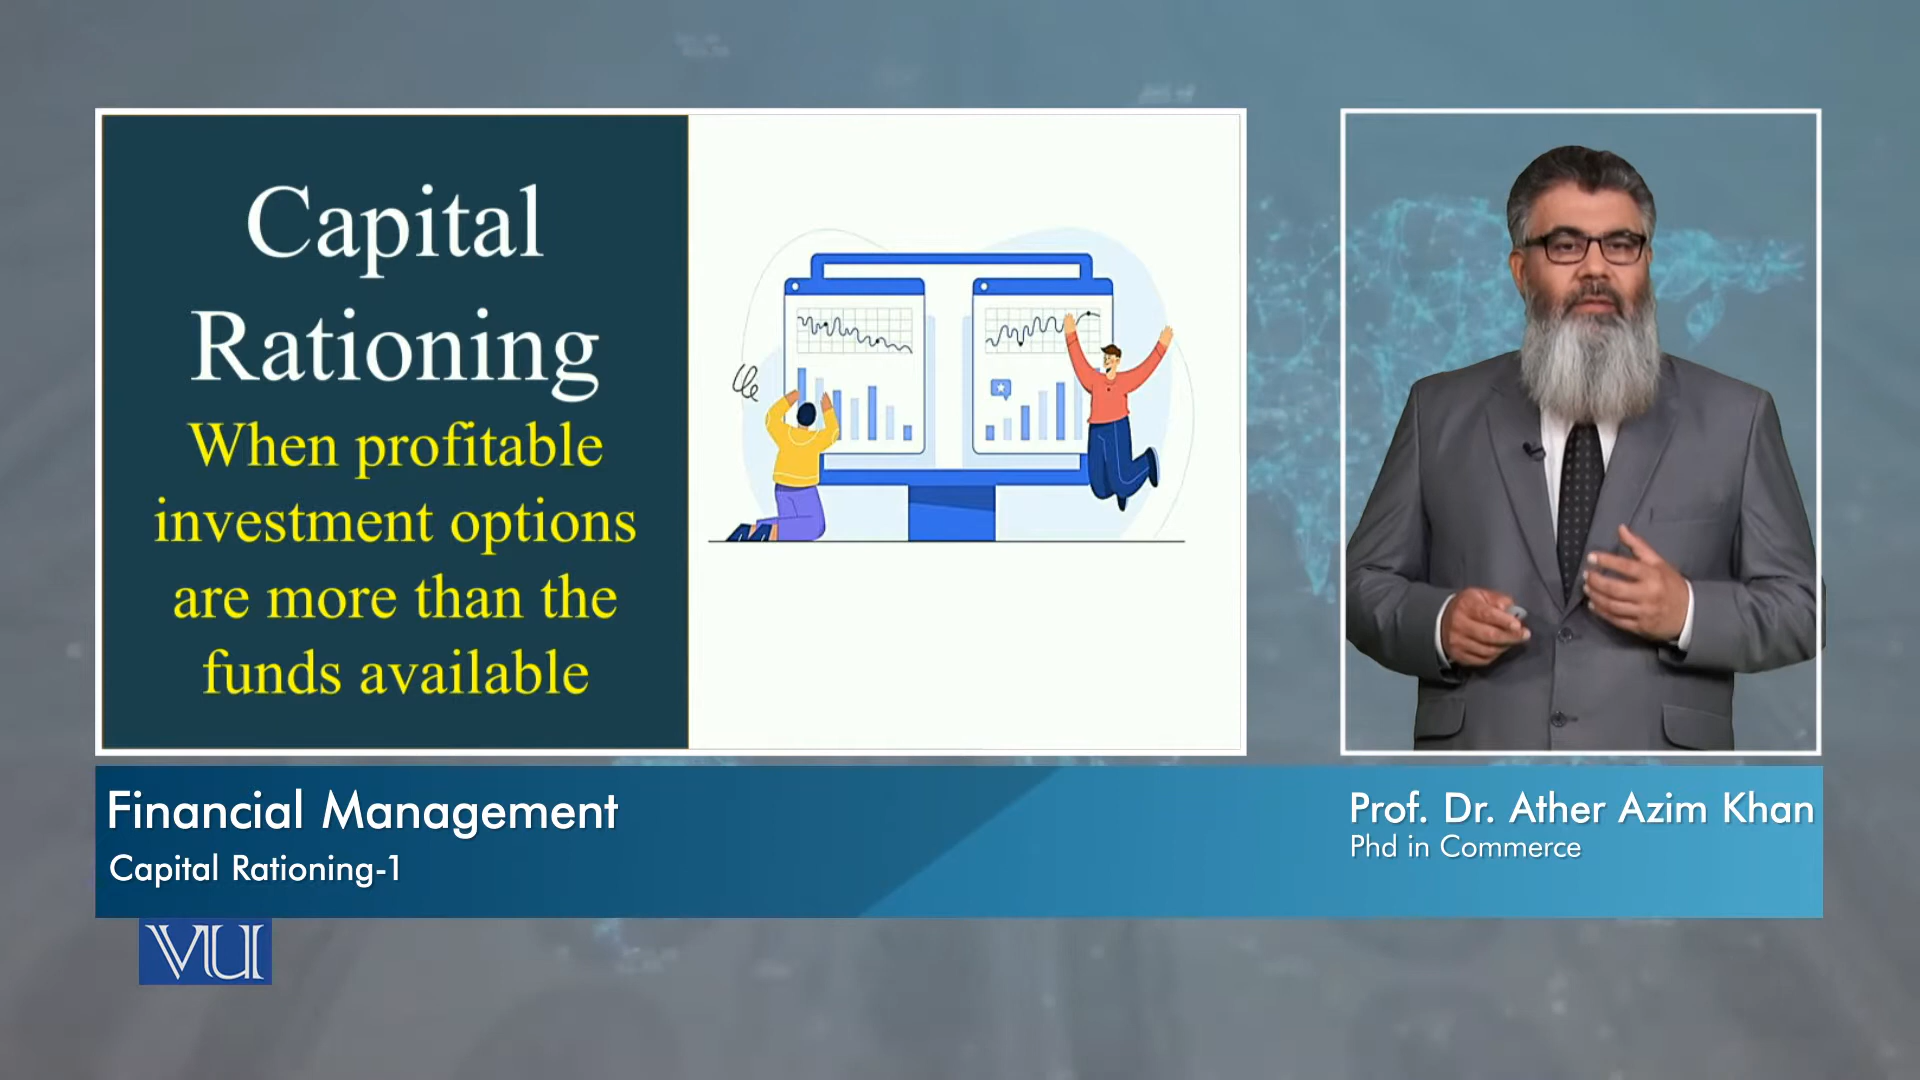 Capital
Rationing
When profitable
investment options
are more than the
funds available
Financial Management
Capital Rationing-1
Prof. Dr. Ather Azim Khan
Phd in Commerce
VU